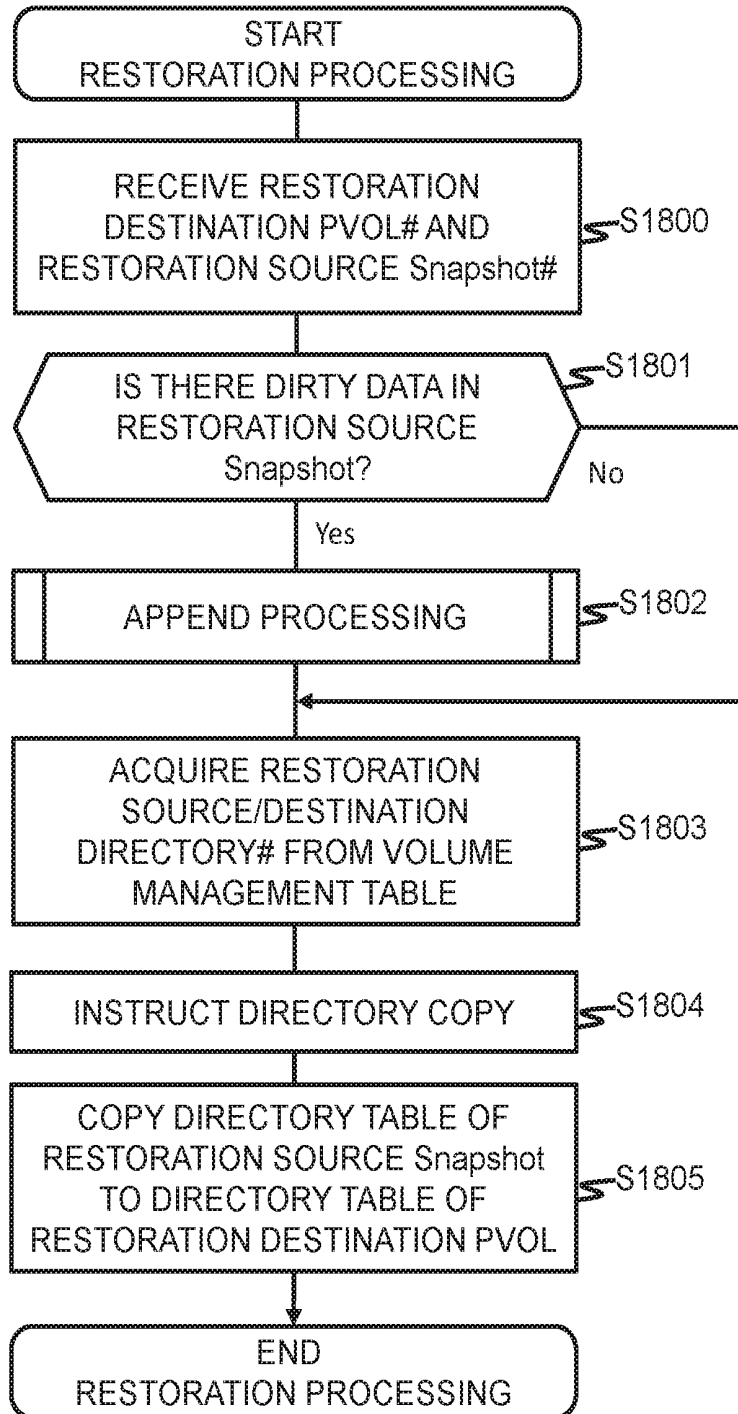 START
RESTORATION PROCESSING
RECEIVE RESTORATION
DESTINATION PVOL# AND
RESTORATION SOURCE Snapshot#
S1800
IS THERE DIRTY DATA IN
RESTORATION SOURCE
Snapshot?
S1801
No
Yes
APPEND PROCESSING
S1802
ACQUIRE RESTORATION
SOURCE/DESTINATION
DIRECTORY# FROM VOLUME
MANAGEMENT TABLE
S1803
INSTRUCT DIRECTORY COPY
S1804
COPY DIRECTORY TABLE OF
RESTORATION SOURCE Snapshot
TO DIRECTORY TABLE OF
RESTORATION DESTINATION PVOL
S1805
END
RESTORATION PROCESSING